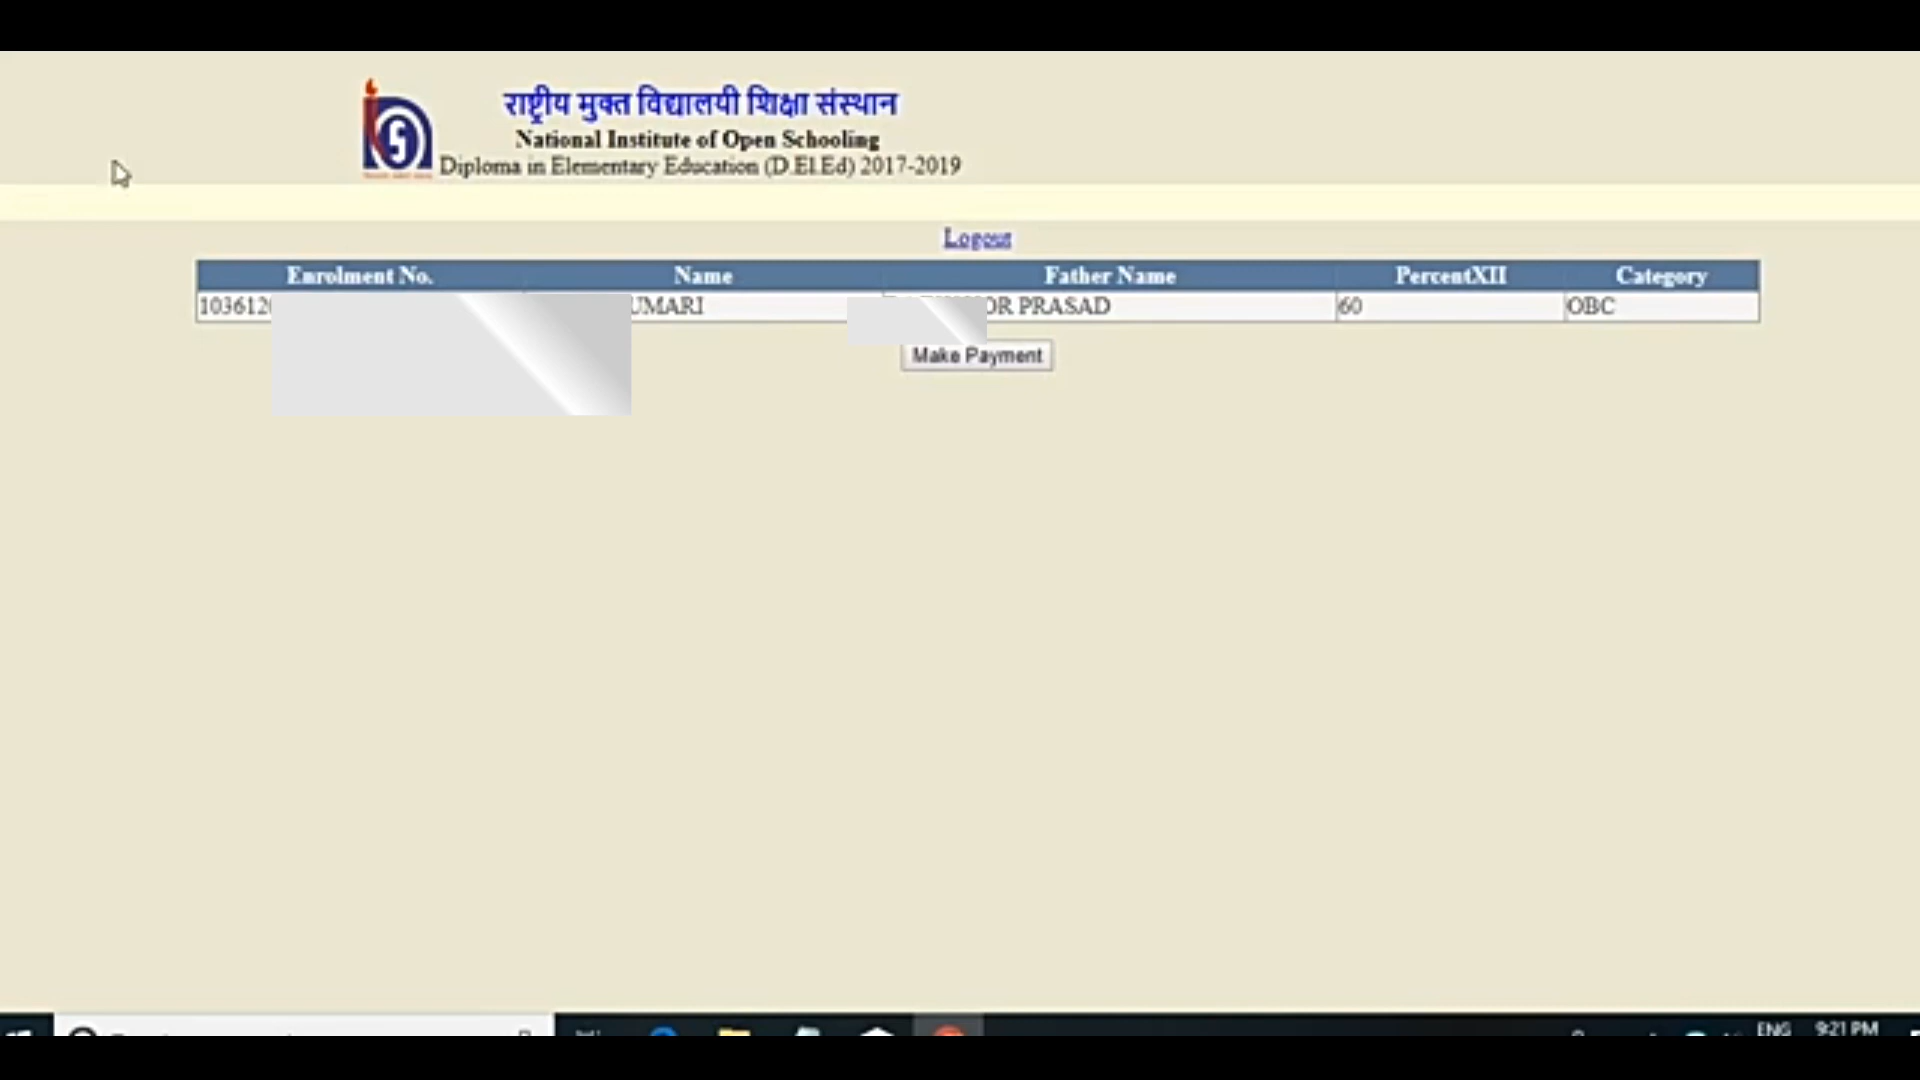 राष्ट्रीय मुक्त विद्यालयी शिक्षा संस्थान
National Institute of Open Schooling
Diploma in Elementary Education (D.El.Ed) 2017-2019
Logout
Enrolment No. Name Father Name PercentXII Category
103612 UMARI OR PRASAD 60 OBC
Make Payment
ENG 9:21 PM